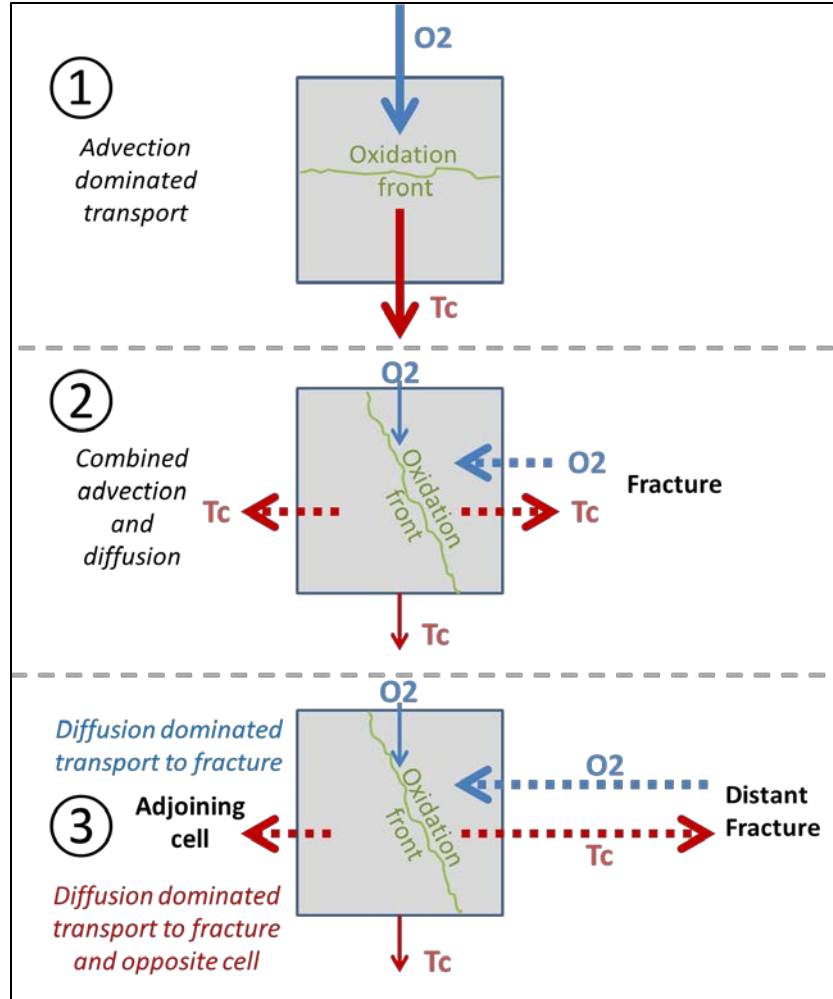 O2
1
Advection
dominated
transport
Oxidation
front
Tc
2
Combined
advection
and
diffusion
O2
O2
Fracture
Oxidation
front
Tc
Tc
Tc
3
Diffusion dominated
transport to fracture
Adjoining
cell
Diffusion dominated
transport to fracture
and opposite cell
O2
O2
Distant
Fracture
Oxidation
front
Tc
Tc